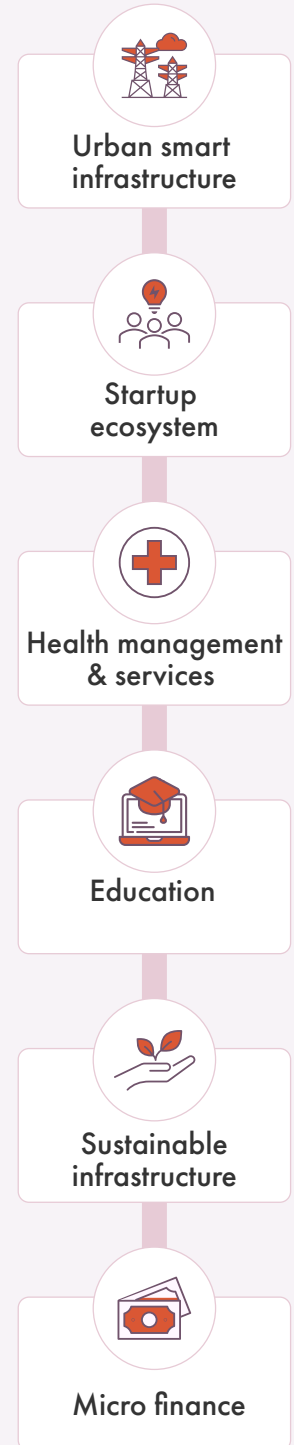 Urban smart
infrastructure
Startup
ecosystem
Health management
& services
Education
Sustainable
infrastructure
Micro finance